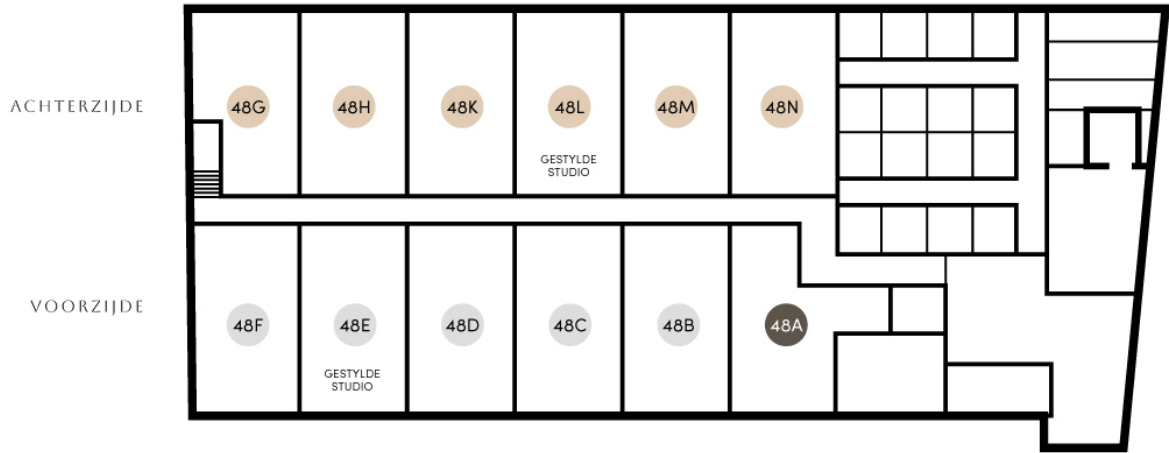 ACHTERZIJDE
48G
48H
48K
48L
48M
48N
GESTYLDE
STUDIO
VOORZIJDE
48F
48E
48D
48C
48B
48A
GESTYLDE
STUDIO